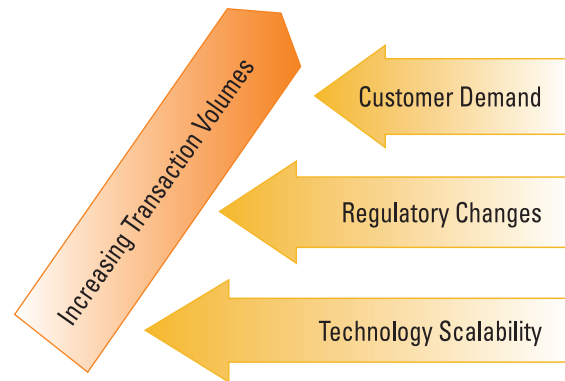 Increasing Transaction Volumes
Customer Demand
Regulatory Changes
Technology Scalability